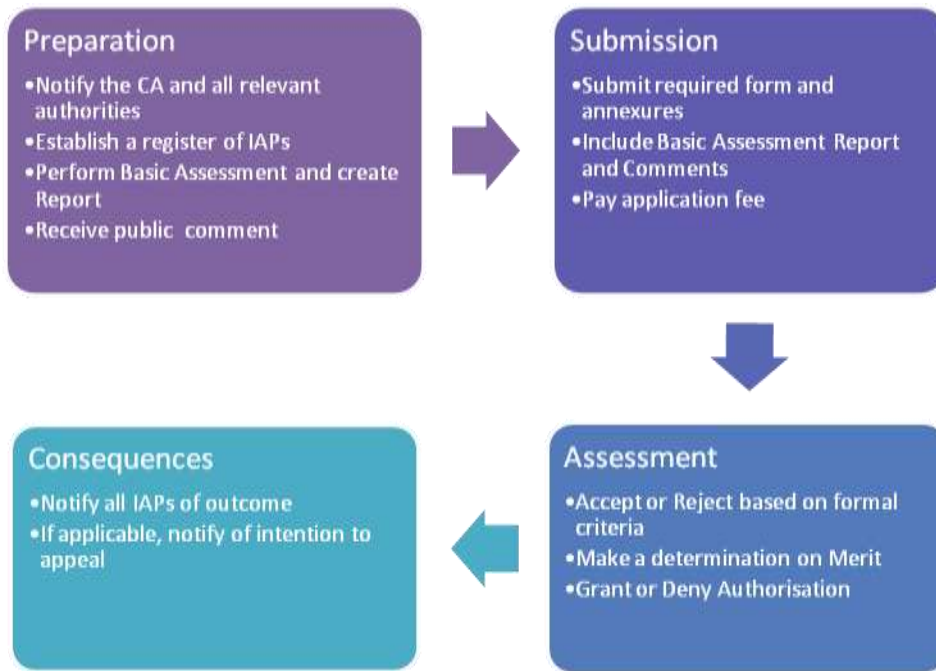 Preparation
•Notify the CA and all relevant
authorities
•Establish a register of IAPs
•Perform Basic Assessment and create
Report
•Receive public comment
Submission
•Submit required form and
annexures
•Include Basic Assessment Report
and Comments
•Pay application fee
Assessment
•Accept or Reject based on formal
criteria
•Make a determination on Merit
•Grant or Deny Authorisation
Consequences
•Notify all IAPs of outcome
•If applicable, notify of intention to
appeal